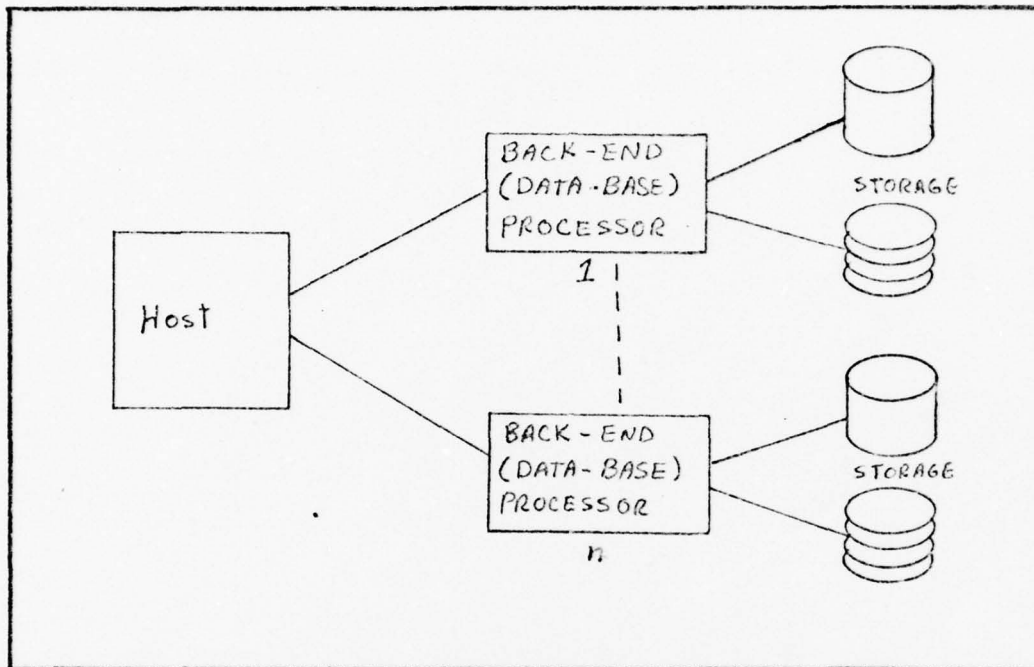 Host
BACK-END
(DATA-BASE)
PROCESSOR
1
STORAGE
BACK-END
(DATA-BASE)
PROCESSOR
n
STORAGE